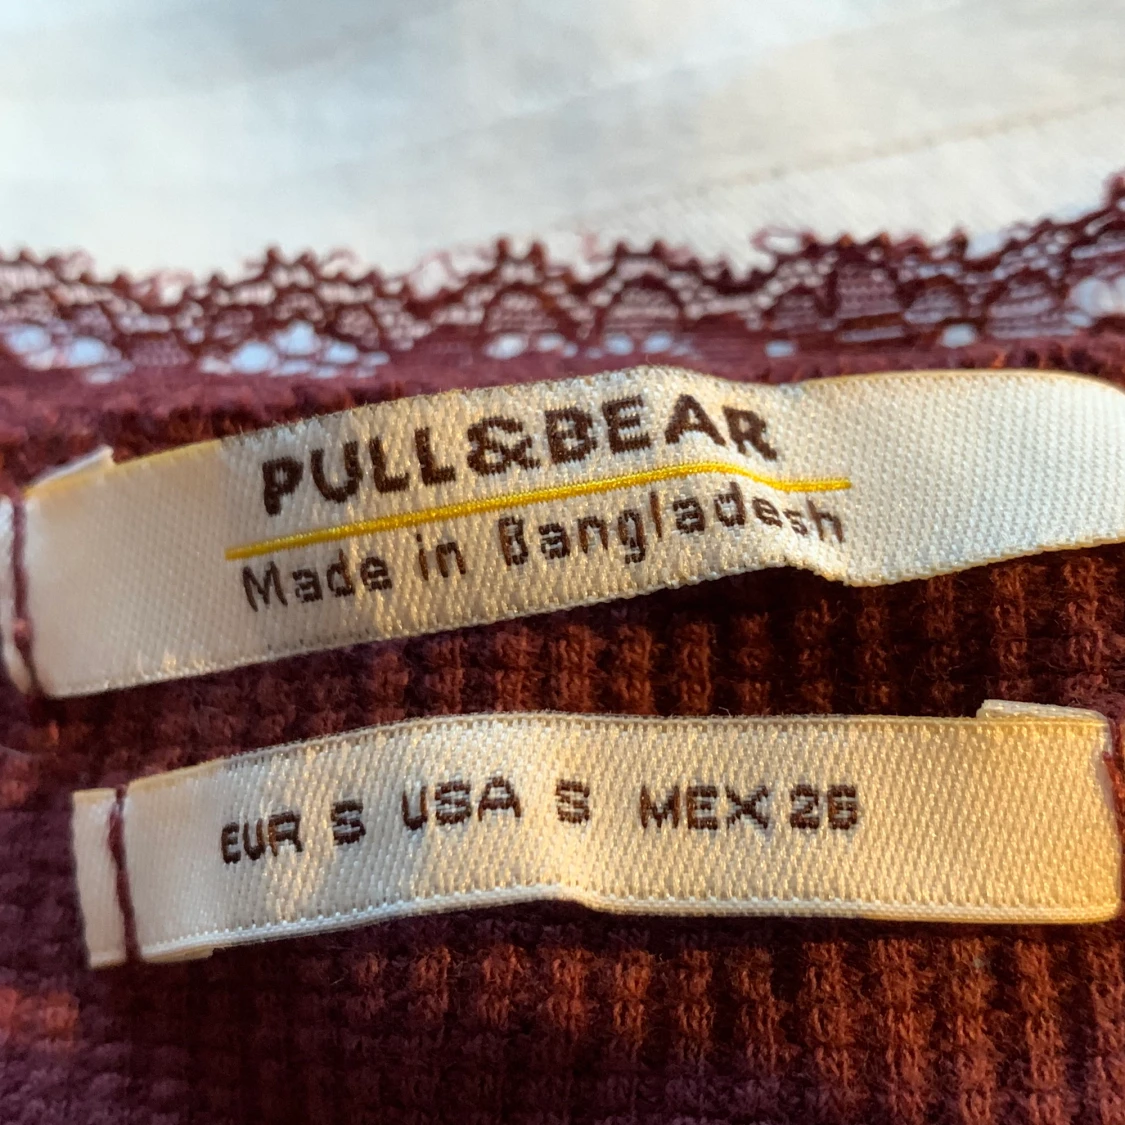 PULL&BEAR
Made in Bangladesh
EUR S USA S MEX 26